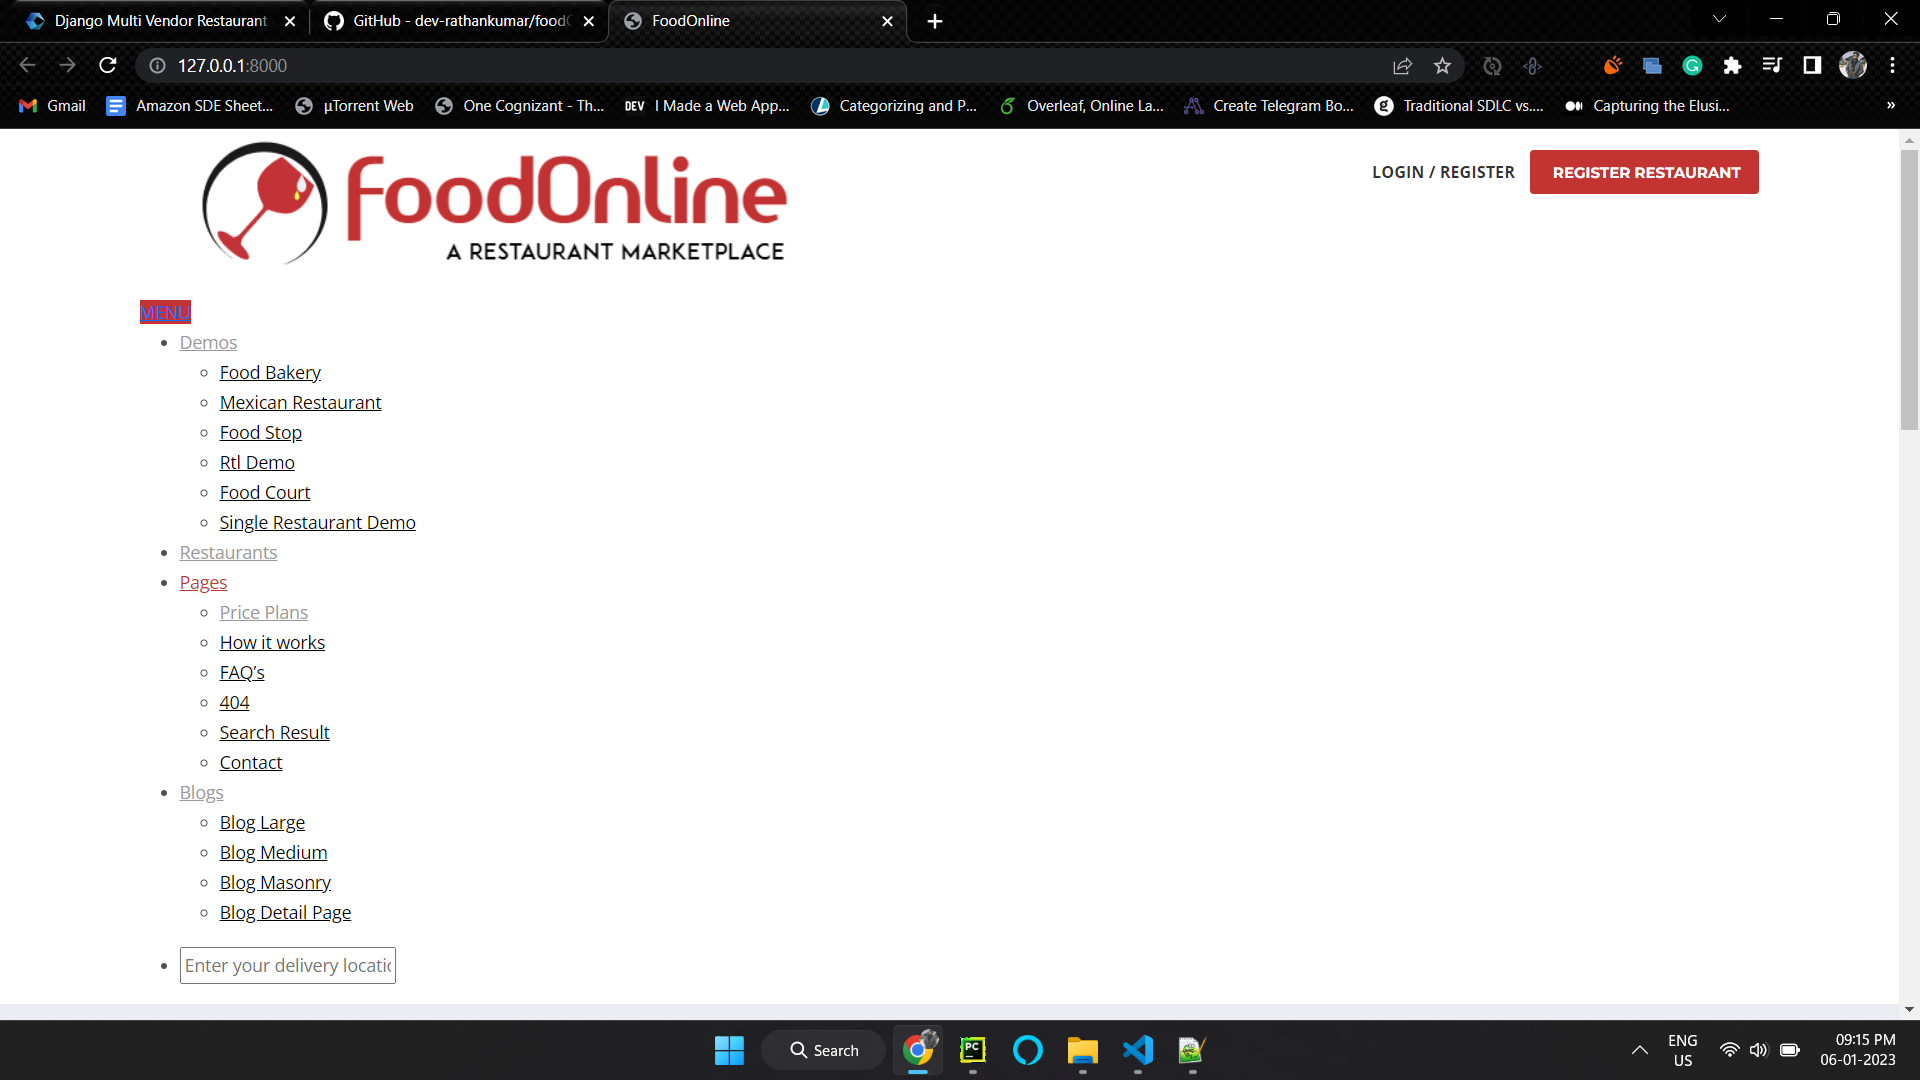 Django Multi Vendor Restaurant
GitHub - dev-rathankumar/foodO
FoodOnline
127.0.0.1:8000
Gmail
Amazon SDE Sheet...
µTorrent Web
One Cognizant - Th...
DEV I Made a Web App...
Categorizing and P...
Overleaf, Online La...
Create Telegram Bo...
Traditional SDLC vs....
Capturing the Elusi...
»
FoodOnline
A RESTAURANT MARKETPLACE
LOGIN / REGISTER
REGISTER RESTAURANT
MENU
Demos
Food Bakery
Mexican Restaurant
Food Stop
Rtl Demo
Food Court
Single Restaurant Demo
Restaurants
Pages
Price Plans
How it works
FAQ’s
404
Search Result
Contact
Blogs
Blog Large
Blog Medium
Blog Masonry
Blog Detail Page
Enter your delivery locatio
Search
PC
ENG
US
09:15 PM
06-01-2023